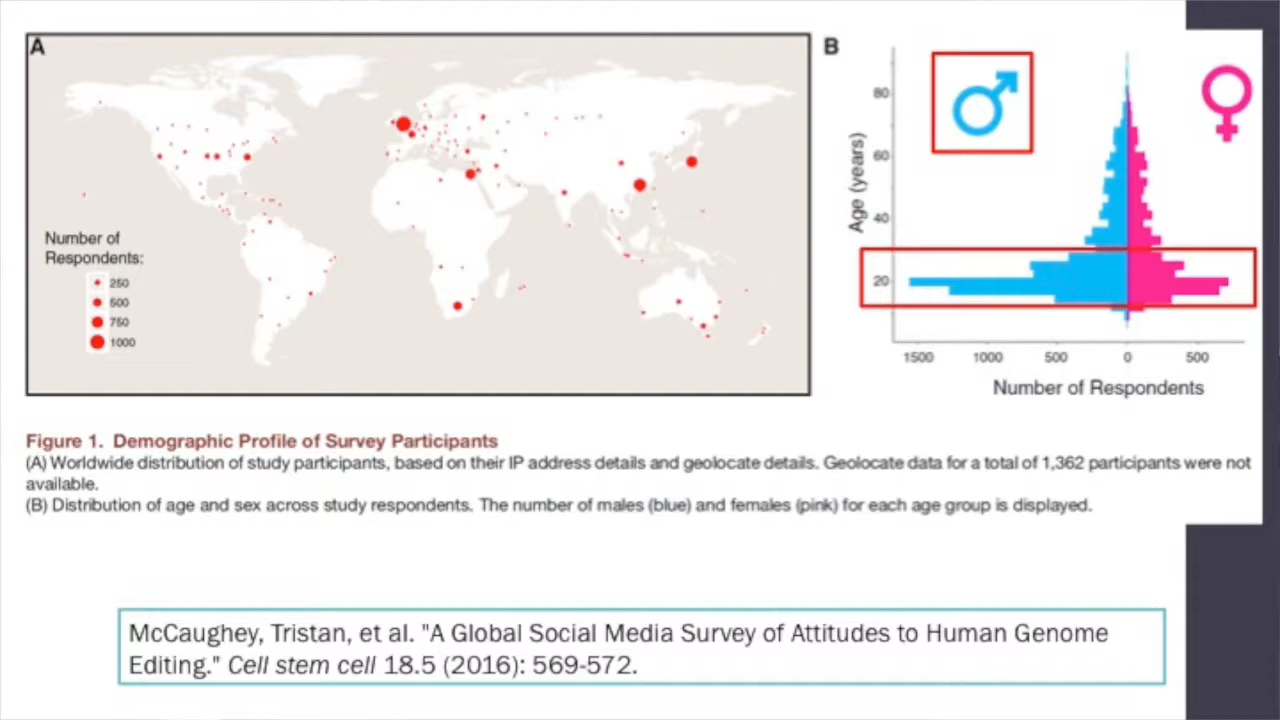 A
Number of
Respondents:
250
500
750
1000
B
Age (years)
80
60
40
20
1500 1000 500 0 500
Number of Respondents
Figure 1. Demographic Profile of Survey Participants
(A) Worldwide distribution of study participants, based on their IP address details and geolocate details. Geolocate data for a total of 1,362 participants were not
available.
(B) Distribution of age and sex across study respondents. The number of males (blue) and females (pink) for each age group is displayed.
McCaughey, Tristan, et al. "A Global Social Media Survey of Attitudes to Human Genome
Editing." Cell stem cell 18.5 (2016): 569-572.